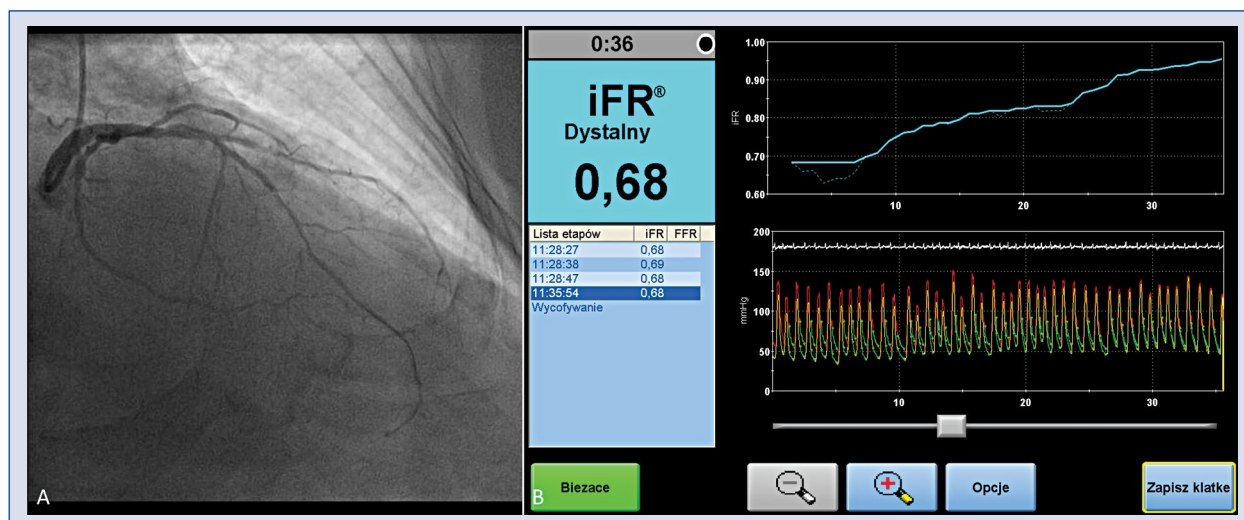 A
0:36
iFR®
Dystalny
0,68
Lista etapów iFR FFR
11:28:27 0,68
11:28:38 0,69
11:28:47 0,68
11:35:54 0,68
Wycofywanie
B
Biezace
1.00
0.90
0.80
0.70
0.60
iFR
10 20 30
200
150
100
50
0
mmHg
10 20 30
Opcje
Zapisz klatke